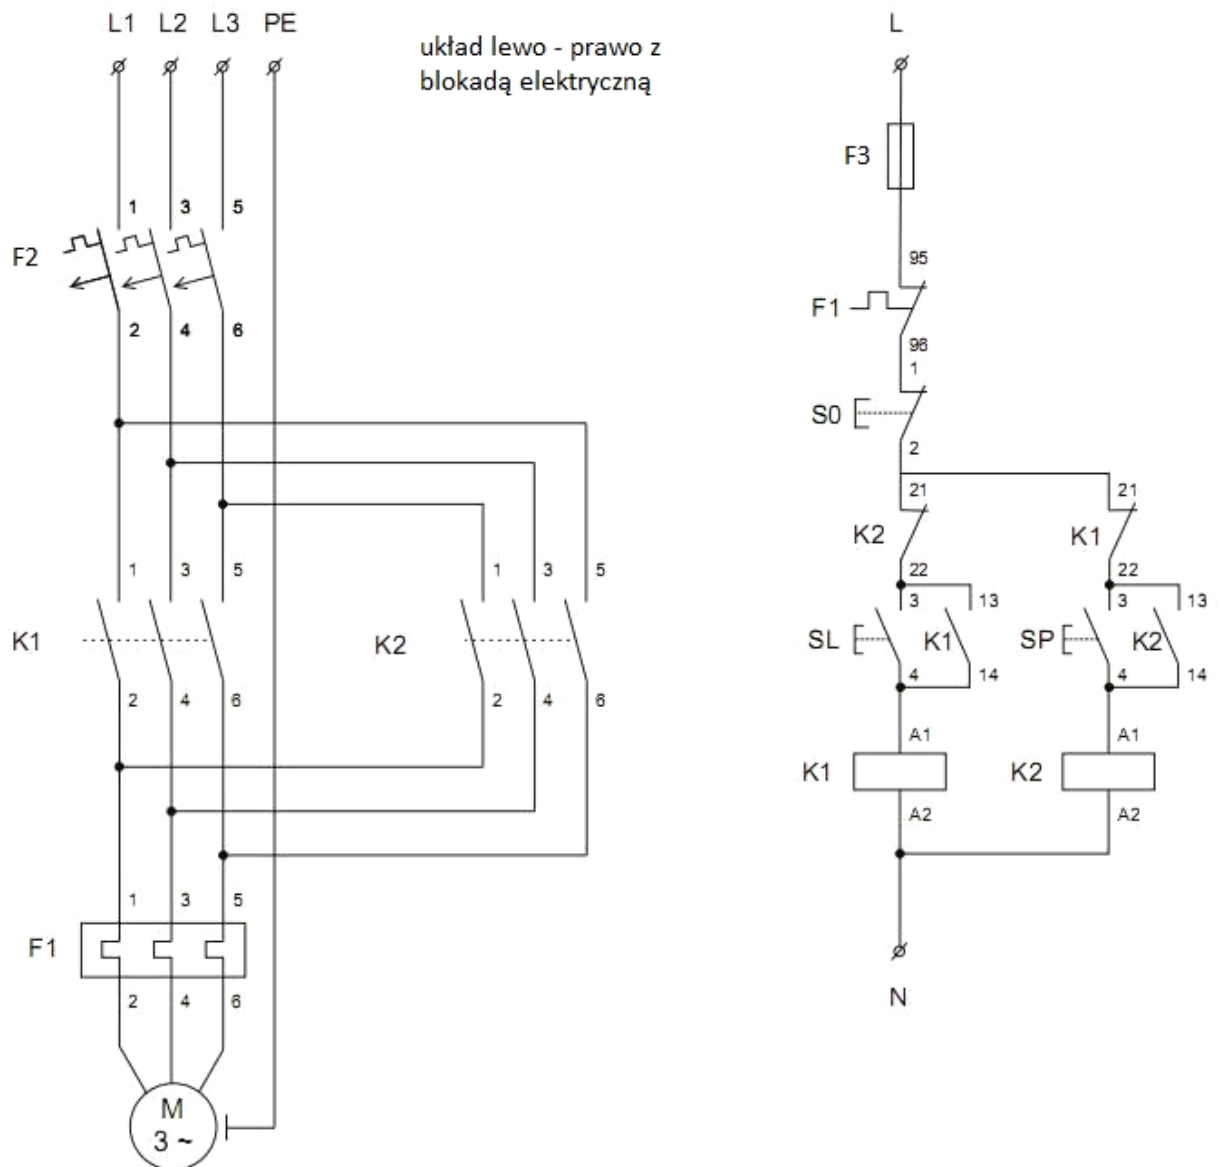 L1 L2 L3 PE
układ lewo - prawo z
blokadą elektryczną
L
F3
1 3 5
F2
2 4 6
95
F1
96
1
S0
2
21 21
K2 K1
22 22
1 3 5 1 3 5
3 13 3 13
K1 K2
SL K1 SP K2
2 4 6 2 4 6
4 14 4 14
A1 A1
K1 K2
A2 A2
1 3 5
F1
2 4 6
N
M
3 ~